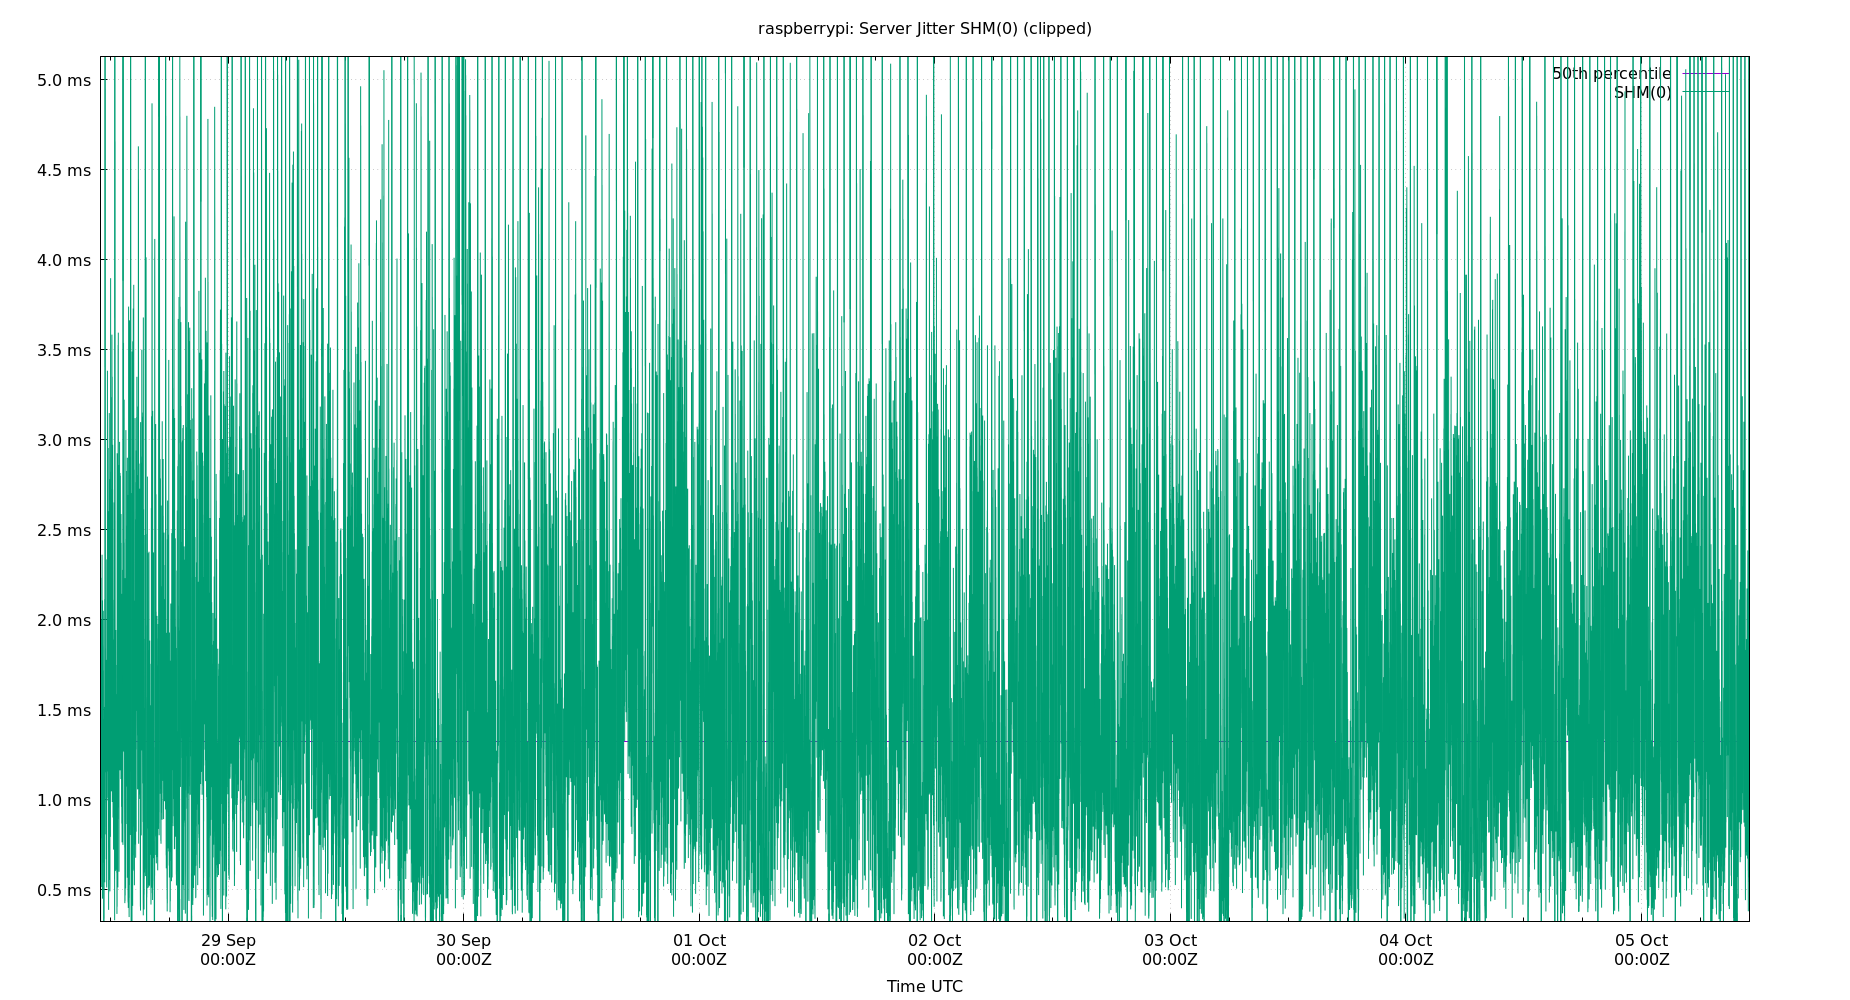 raspberrypi: Server Jitter SHM(0) (clipped)
50th percentile
SHM(0)
5.0 ms
4.5 ms
4.0 ms
3.5 ms
3.0 ms
2.5 ms
2.0 ms
1.5 ms
1.0 ms
0.5 ms
29 Sep 30 Sep 01 Oct 02 Oct 03 Oct 04 Oct 05 Oct
00:00Z 00:00Z 00:00Z 00:00Z 00:00Z 00:00Z 00:00Z
Time UTC